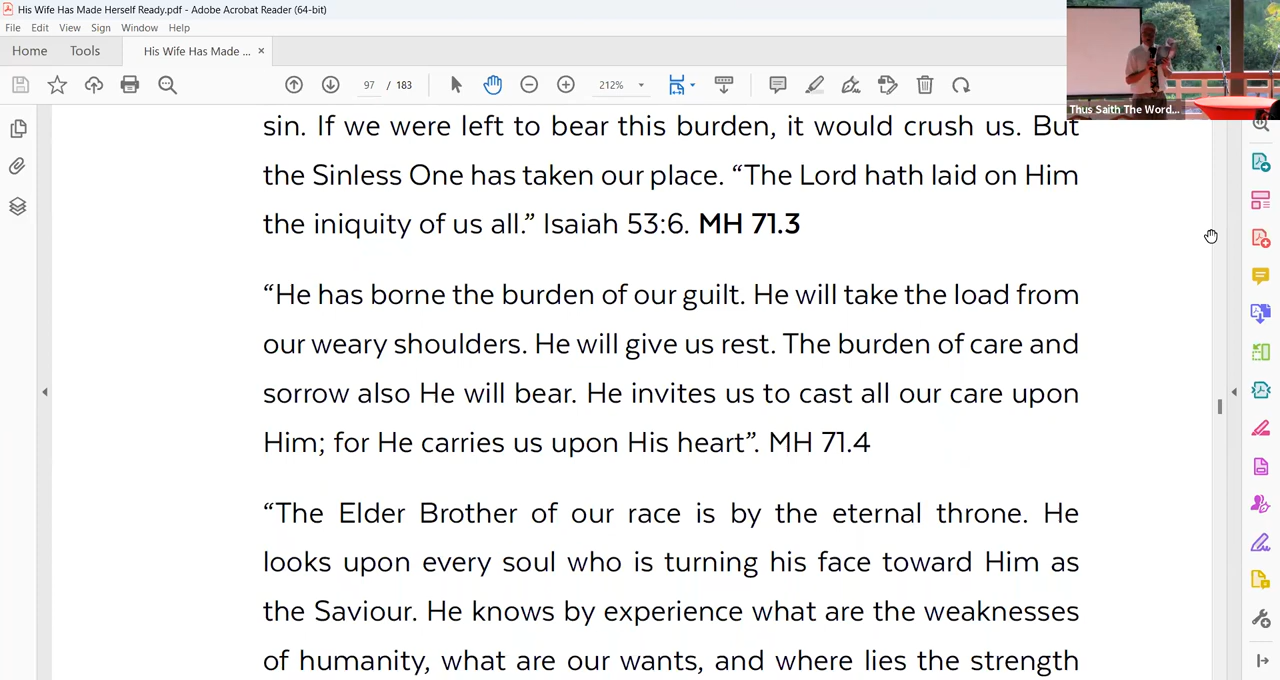 His Wife Has Made Herself Ready.pdf - Adobe Acrobat Reader (64-bit)
File Edit View Sign Window Help
Home Tools His Wife Has Made ... ×
97 / 183 212%
Thus Saith The Word...
sin. If we were left to bear this burden, it would crush us. But
the Sinless One has taken our place. “The Lord hath laid on Him
the iniquity of us all.” Isaiah 53:6. MH 71.3
“He has borne the burden of our guilt. He will take the load from
our weary shoulders. He will give us rest. The burden of care and
sorrow also He will bear. He invites us to cast all our care upon
Him; for He carries us upon His heart”. MH 71.4
“The Elder Brother of our race is by the eternal throne. He
looks upon every soul who is turning his face toward Him as
the Saviour. He knows by experience what are the weaknesses
of humanity, what are our wants, and where lies the strength